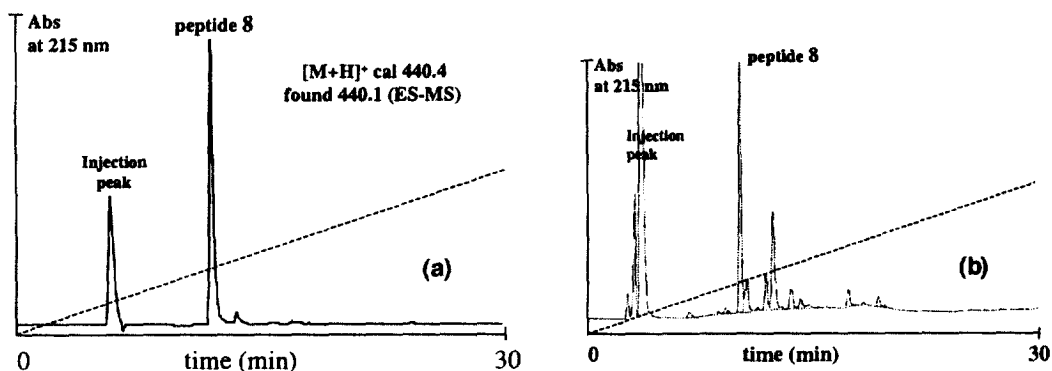 Abs
at 215 nm
peptide 8
[M+H]⁺ cal 440.4
found 440.1 (ES-MS)
Injection
peak
(a)
0
time (min)
30
Abs
at 215 nm
peptide 8
Injection
peak
(b)
0
time (min)
30